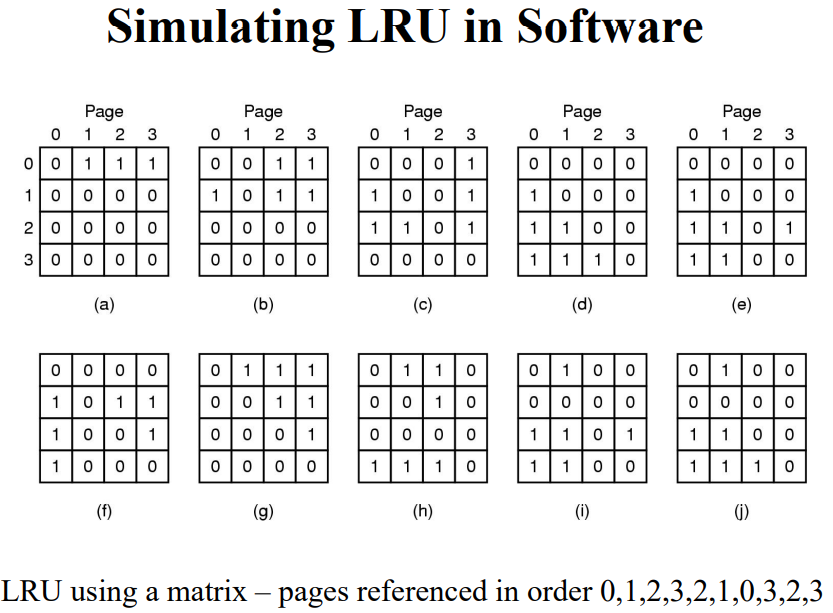 Simulating LRU in Software
Page Page Page Page Page
0 1 2 3 0 1 2 3 0 1 2 3 0 1 2 3 0 1 2 3
0 0 1 1 1 0 0 1 1 0 0 0 1 0 0 0 0 0 0 0 0
1 0 0 0 0 1 0 1 1 1 0 0 1 1 0 0 0 1 0 0 0
2 0 0 0 0 0 0 0 0 1 1 0 1 1 1 0 0 1 1 0 1
3 0 0 0 0 0 0 0 0 0 0 0 0 1 1 1 0 1 1 0 0
(a) (b) (c) (d) (e)
0 0 0 0 0 1 1 1 0 1 1 0 0 1 0 0 0 1 0 0
1 0 1 1 0 0 1 1 0 0 1 0 0 0 0 0 0 0 0 0
1 0 0 1 0 0 0 1 0 0 0 0 1 1 0 1 1 1 0 0
1 0 0 0 0 0 0 0 1 1 1 0 1 1 0 0 1 1 1 0
(f) (g) (h) (i) (j)
LRU using a matrix – pages referenced in order 0,1,2,3,2,1,0,3,2,3